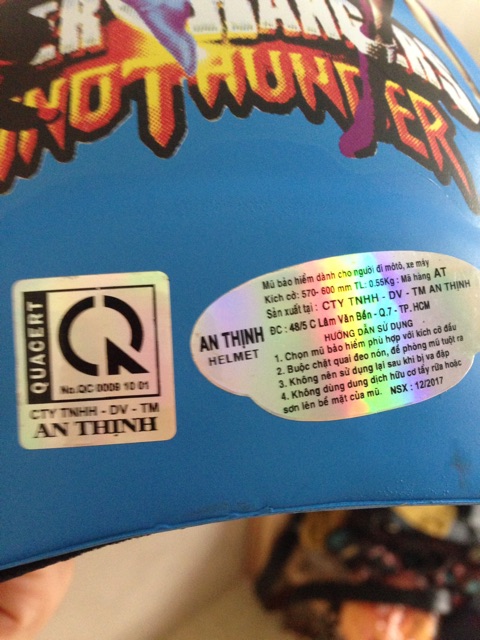 ER RANGERS
DINOTHUNDER
QUACERT
No.QC 0009 10 01
CTY TNHH - DV - TM
AN THỊNH
AN THỊNH
HELMET
Mũ bảo hiểm dành cho người đi môtô, xe máy
Kích cỡ: 570- 600 mm TL: 0.55Kg : Mã hàng AT
Sản xuất tại : CTY TNHH - DV - TM AN THỊNH
ĐC : 48/5 C Lâm Văn Bền - Q.7 - TP. HCM
HƯỚNG DẪN SỬ DỤNG
1. Chọn mũ bảo hiểm phù hợp với kích cỡ đầu
2. Buộc chặt quai đeo nón, để phòng mũ tuột ra
3. Không nên sử dụng lại sau khi bị va đập
4. Không dùng dung dịch hữu cơ tẩy rửa hoặc
sơn lên bề mặt của mũ. NSX : 12/2017